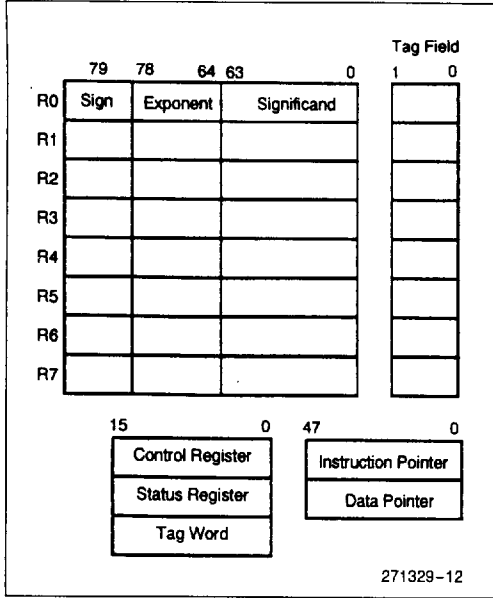 Tag Field
79 78 64 63 0 1 0
R0 Sign Exponent Significand
R1
R2
R3
R4
R5
R6
R7
15 0 47 0
Control Register Instruction Pointer
Status Register Data Pointer
Tag Word
271329-12